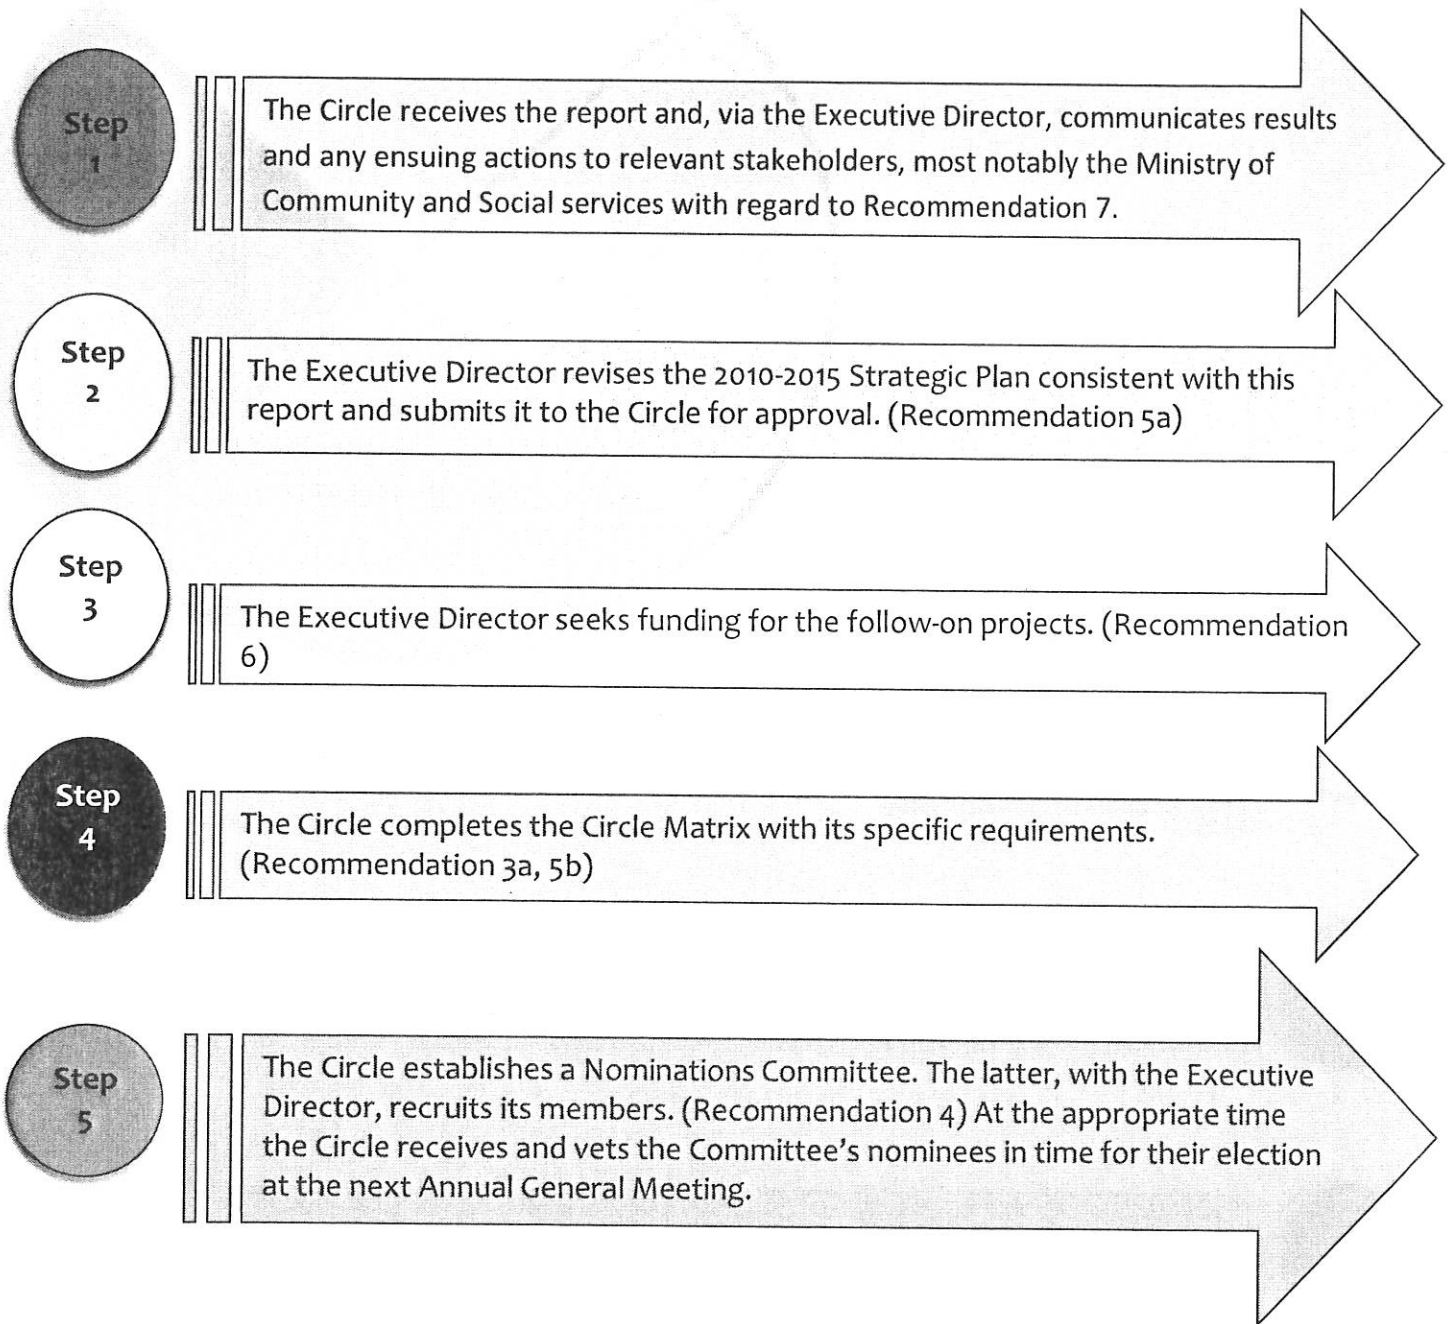 Step
1
The Circle receives the report and, via the Executive Director, communicates results
and any ensuing actions to relevant stakeholders, most notably the Ministry of
Community and Social services with regard to Recommendation 7.
Step
2
The Executive Director revises the 2010-2015 Strategic Plan consistent with this
report and submits it to the Circle for approval. (Recommendation 5a)
Step
3
The Executive Director seeks funding for the follow-on projects. (Recommendation
6)
Step
4
The Circle completes the Circle Matrix with its specific requirements.
(Recommendation 3a, 5b)
Step
5
The Circle establishes a Nominations Committee. The latter, with the Executive
Director, recruits its members. (Recommendation 4) At the appropriate time
the Circle receives and vets the Committee's nominees in time for their election
at the next Annual General Meeting.